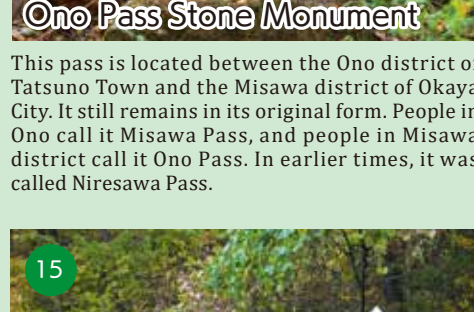 Ono Pass Stone Monument
This pass is located between the Ono district of
Tatsuno Town and the Misawa district of Okaya
City. It still remains in its original form. People in
Ono call it Misawa Pass, and people in Misawa
district call it Ono Pass. In earlier times, it was
called Niresawa Pass.
15